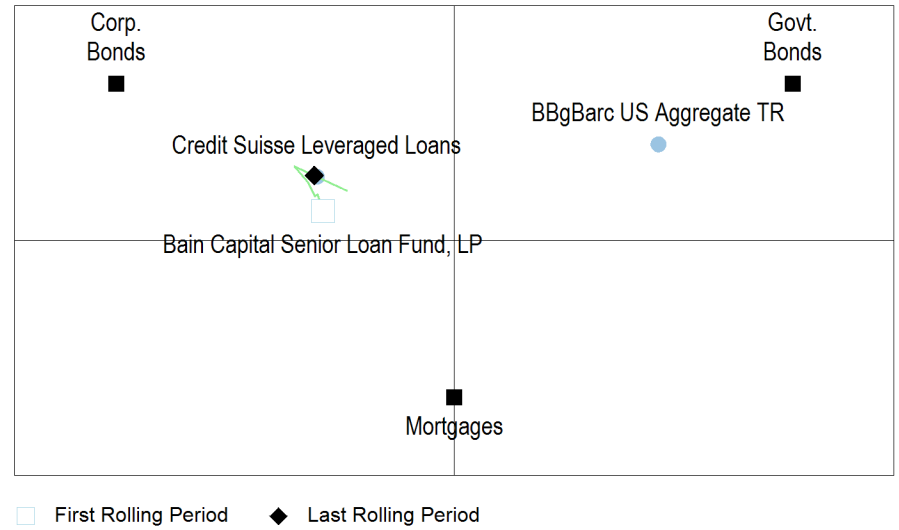 Corp.
Bonds
Govt.
Bonds
BBgBarc US Aggregate TR
Credit Suisse Leveraged Loans
Bain Capital Senior Loan Fund, LP
Mortgages
First Rolling Period
Last Rolling Period